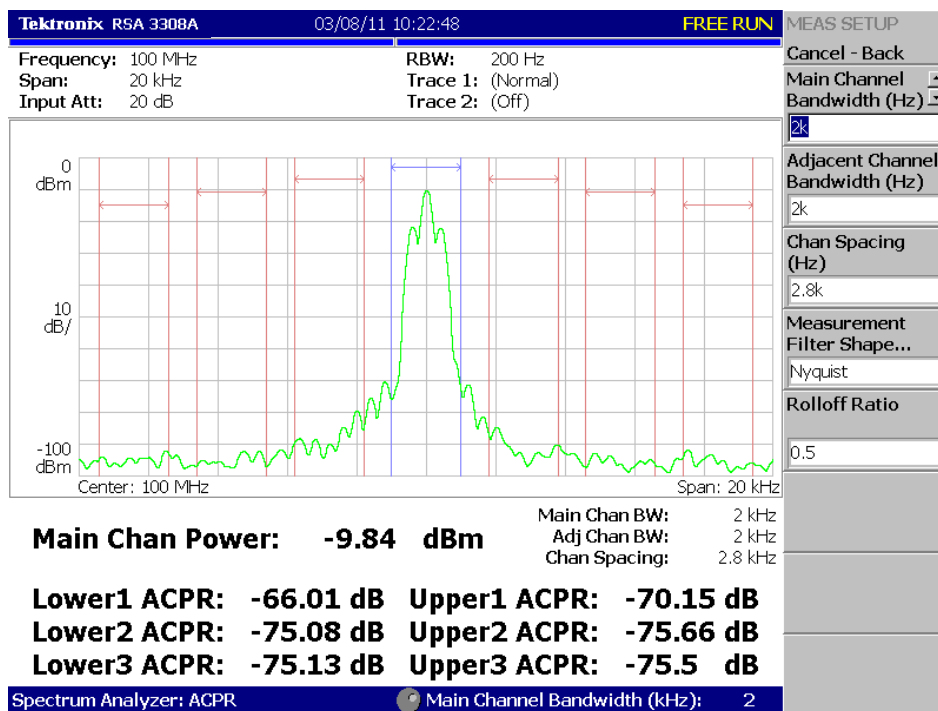 Tektronix RSA 3308A 03/08/11 10:22:48 FREE RUN
Frequency: 100 MHz RBW: 200 Hz
Span: 20 kHz Trace 1: (Normal)
Input Att: 20 dB Trace 2: (Off)
0
dBm
10
dB/
-100
dBm
Center: 100 MHz Span: 20 kHz
Main Chan Power: -9.84 dBm
Main Chan BW: 2 kHz
Adj Chan BW: 2 kHz
Chan Spacing: 2.8 kHz
Lower1 ACPR: -66.01 dB Upper1 ACPR: -70.15 dB
Lower2 ACPR: -75.08 dB Upper2 ACPR: -75.66 dB
Lower3 ACPR: -75.13 dB Upper3 ACPR: -75.5 dB
Spectrum Analyzer: ACPR Main Channel Bandwidth (kHz): 2
MEAS SETUP
Cancel - Back
Main Channel
Bandwidth (Hz)
2k
Adjacent Channel
Bandwidth (Hz)
2k
Chan Spacing
(Hz)
2.8k
Measurement
Filter Shape...
Nyquist
Rolloff Ratio
0.5